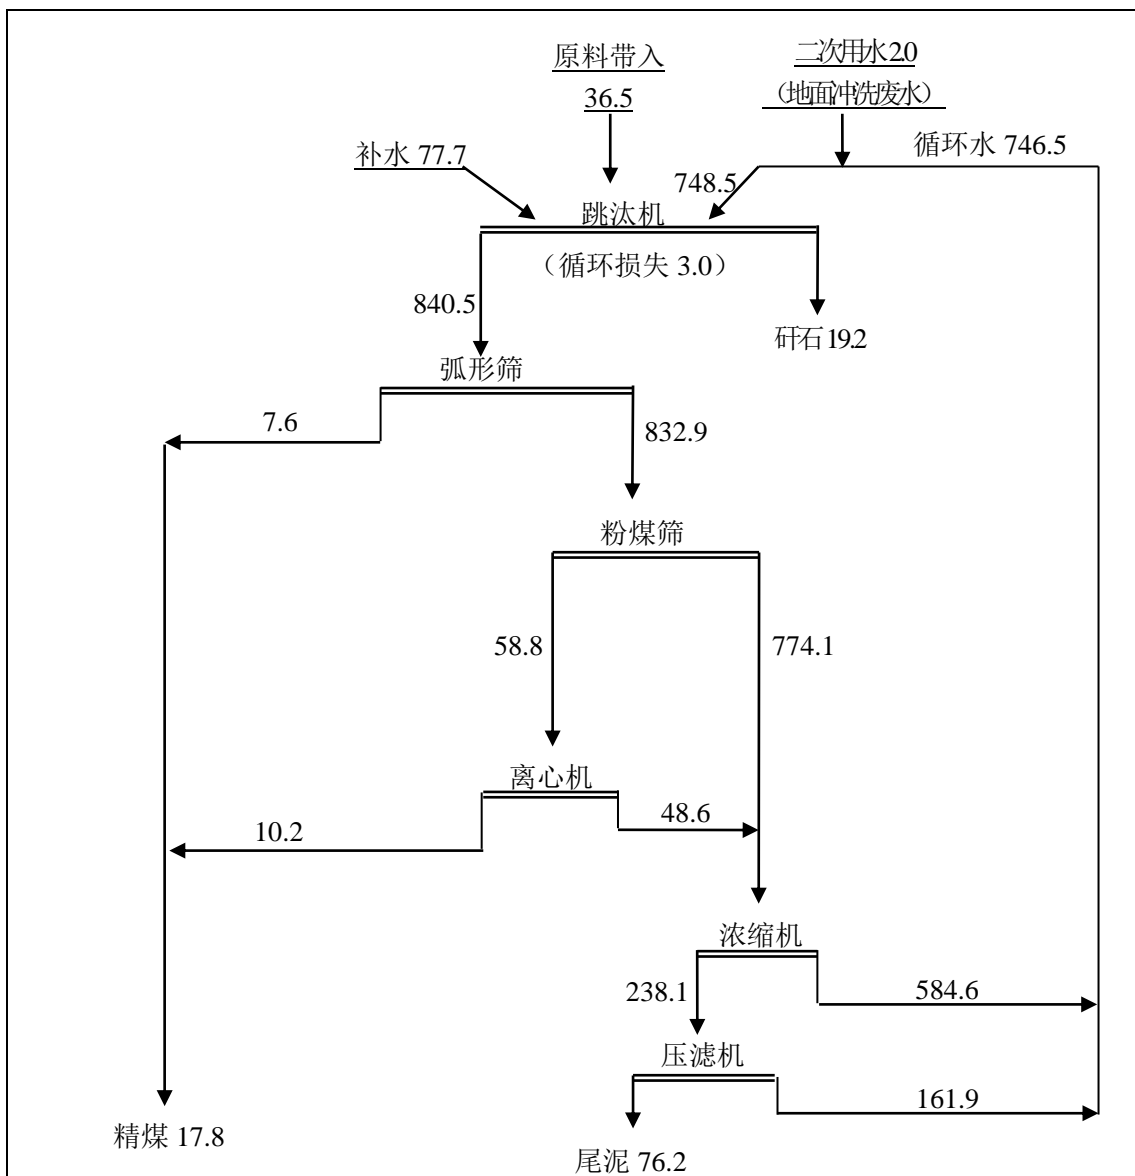 原料带入
36.5
二次用水2.0
（地面冲洗废水）
补水 77.7
循环水 746.5
748.5
跳汰机
（循环损失 3.0）
840.5
矸石19.2
弧形筛
7.6
832.9
粉煤筛
58.8
774.1
离心机
10.2
48.6
浓缩机
238.1
584.6
压滤机
161.9
精煤 17.8
尾泥 76.2